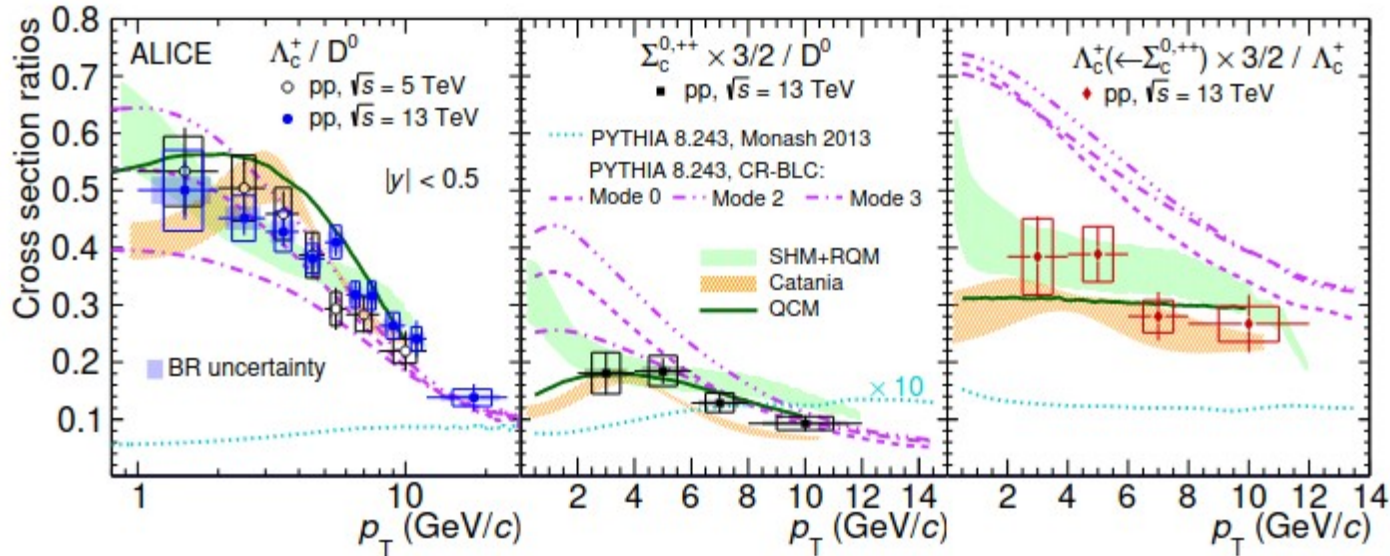 Cross section ratios
0.8
0.7
0.6
0.5
0.4
0.3
0.2
0.1
ALICE
Λc+ / D0
pp, √s = 5 TeV
pp, √s = 13 TeV
|y| < 0.5
BR uncertainty
1 10
pT (GeV/c)
Σc0,++ × 3/2 / D0
pp, √s = 13 TeV
PYTHIA 8.243, Monash 2013
PYTHIA 8.243, CR-BLC:
Mode 0 Mode 2 Mode 3
SHM+RQM
Catania
QCM
× 10
2 4 6 8 10 12 14
pT (GeV/c)
Λc+(←Σc0,++) × 3/2 / Λc+
pp, √s = 13 TeV
2 4 6 8 10 12 14
pT (GeV/c)